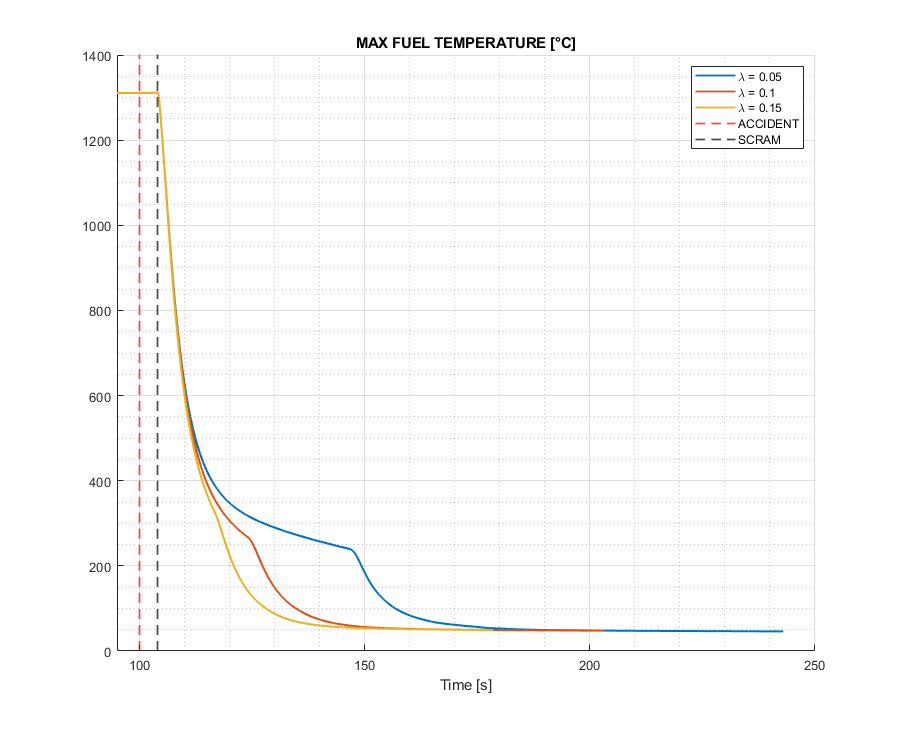 MAX FUEL TEMPERATURE [°C]
1400
1200
1000
800
600
400
200
0
λ = 0.05
λ = 0.1
λ = 0.15
ACCIDENT
SCRAM
100
150
200
250
Time [s]